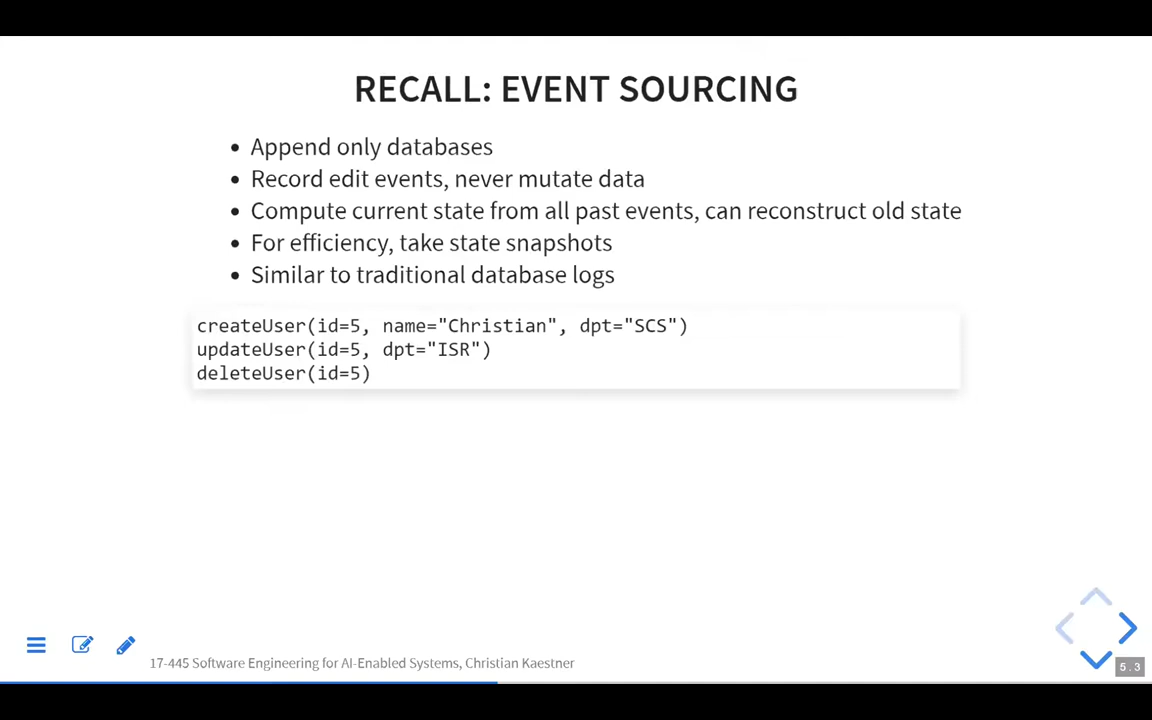 RECALL: EVENT SOURCING
• Append only databases
• Record edit events, never mutate data
• Compute current state from all past events, can reconstruct old state
• For efficiency, take state snapshots
• Similar to traditional database logs
createUser(id=5, name="Christian", dpt="SCS")
updateUser(id=5, dpt="ISR")
deleteUser(id=5)
17-445 Software Engineering for AI-Enabled Systems, Christian Kaestner
5.3